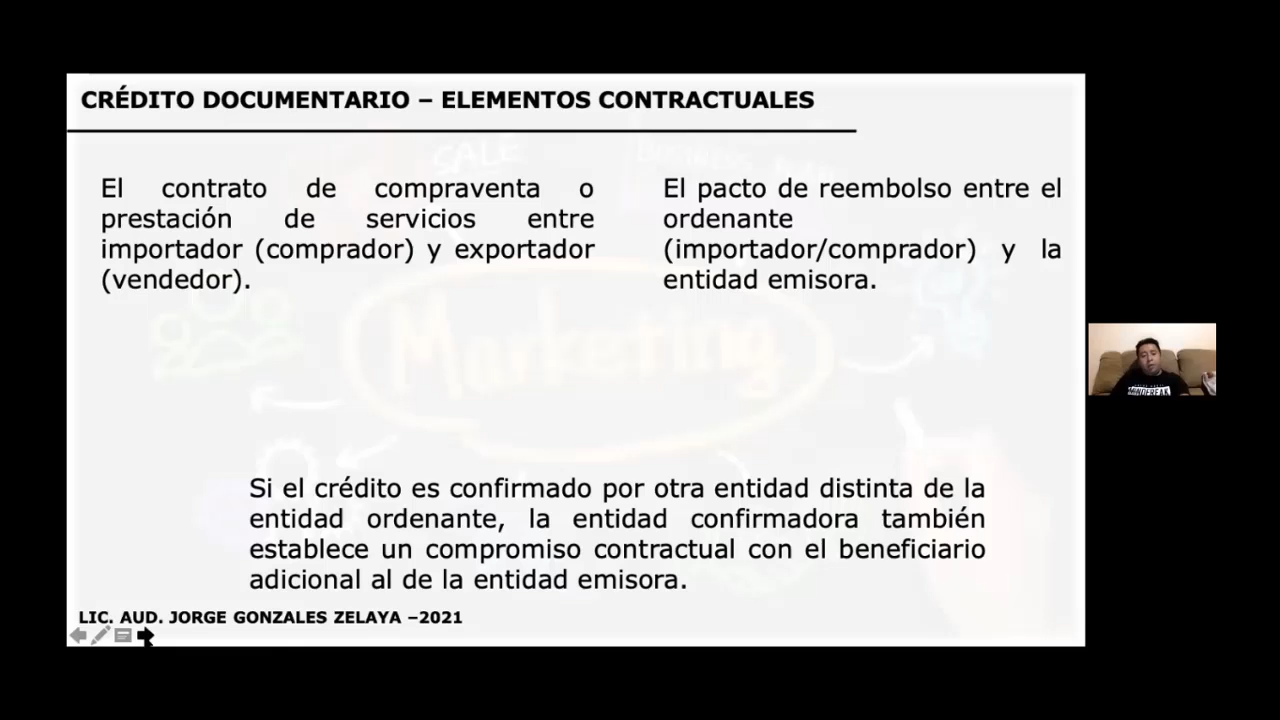 CRÉDITO DOCUMENTARIO – ELEMENTOS CONTRACTUALES
El contrato de compraventa o
prestación de servicios entre
importador (comprador) y exportador
(vendedor).
El pacto de reembolso entre el
ordenante
(importador/comprador) y la
entidad emisora.
SALE
Marketing
Si el crédito es confirmado por otra entidad distinta de la
entidad ordenante, la entidad confirmadora también
establece un compromiso contractual con el beneficiario
adicional al de la entidad emisora.
LIC. AUD. JORGE GONZALES ZELAYA –2021
MINDFREAK